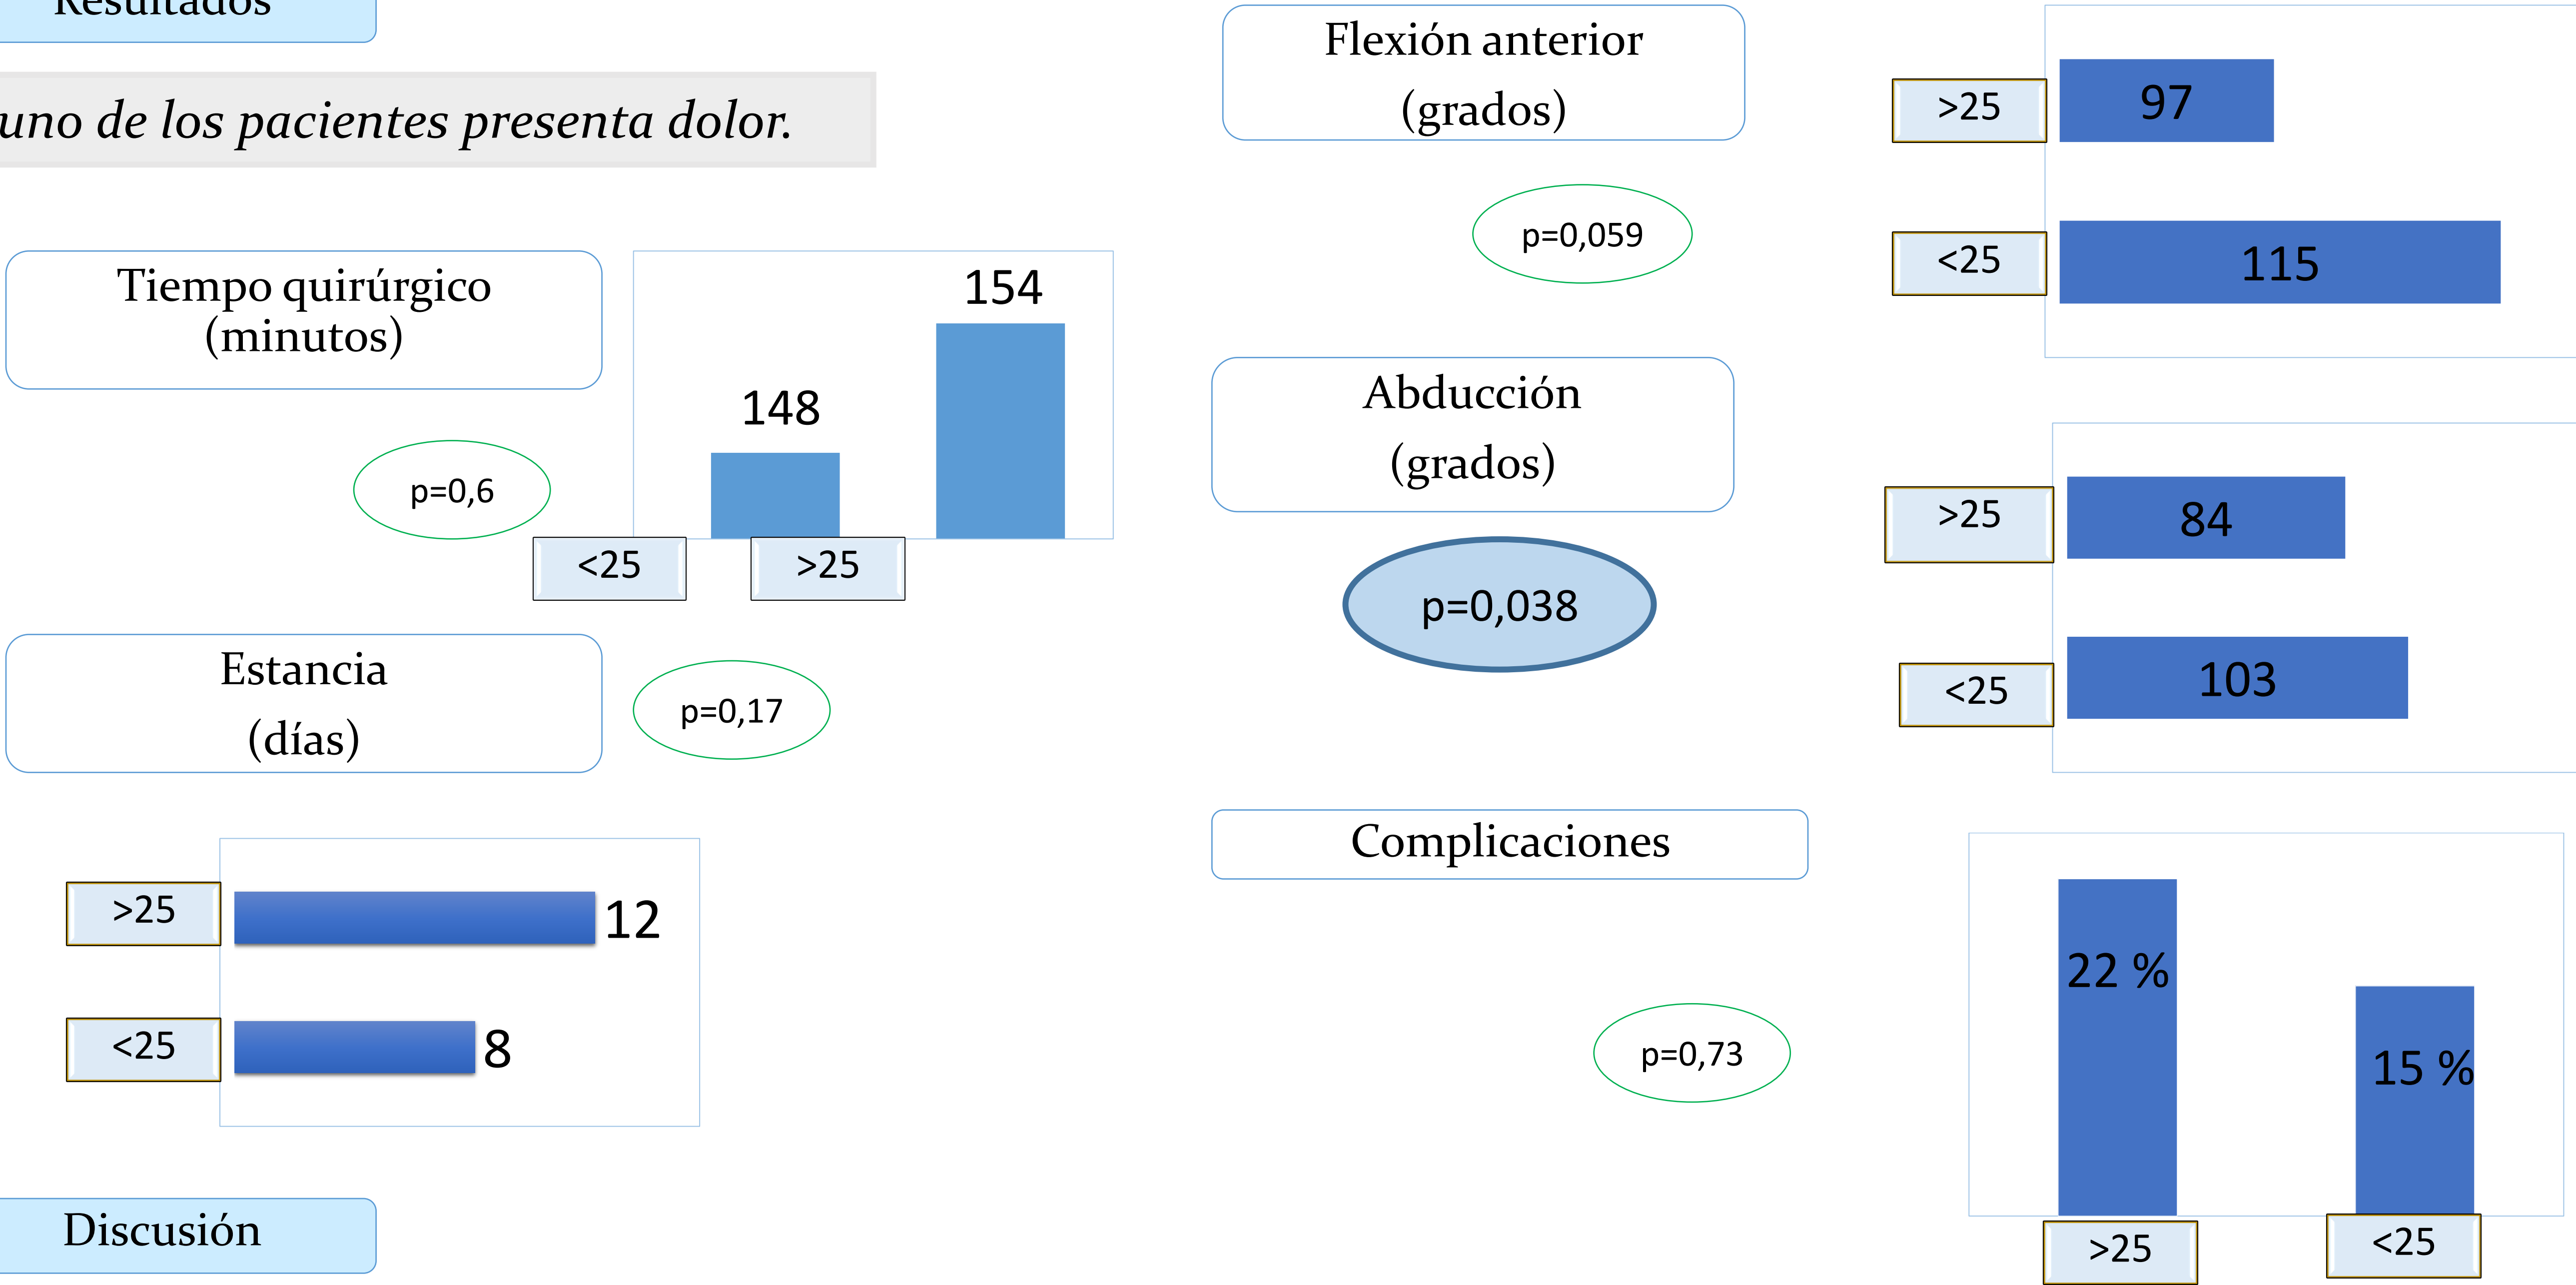 Resultados
uno de los pacientes presenta dolor.
Tiempo quirúrgico
(minutos)
p=0,6
148
154
<25
>25
Estancia
(días)
p=0,17
>25
12
<25
8
Discusión
Flexión anterior
(grados)
p=0,059
>25
97
<25
115
Abducción
(grados)
p=0,038
>25
84
<25
103
Complicaciones
p=0,73
22 %
15 %
>25
<25